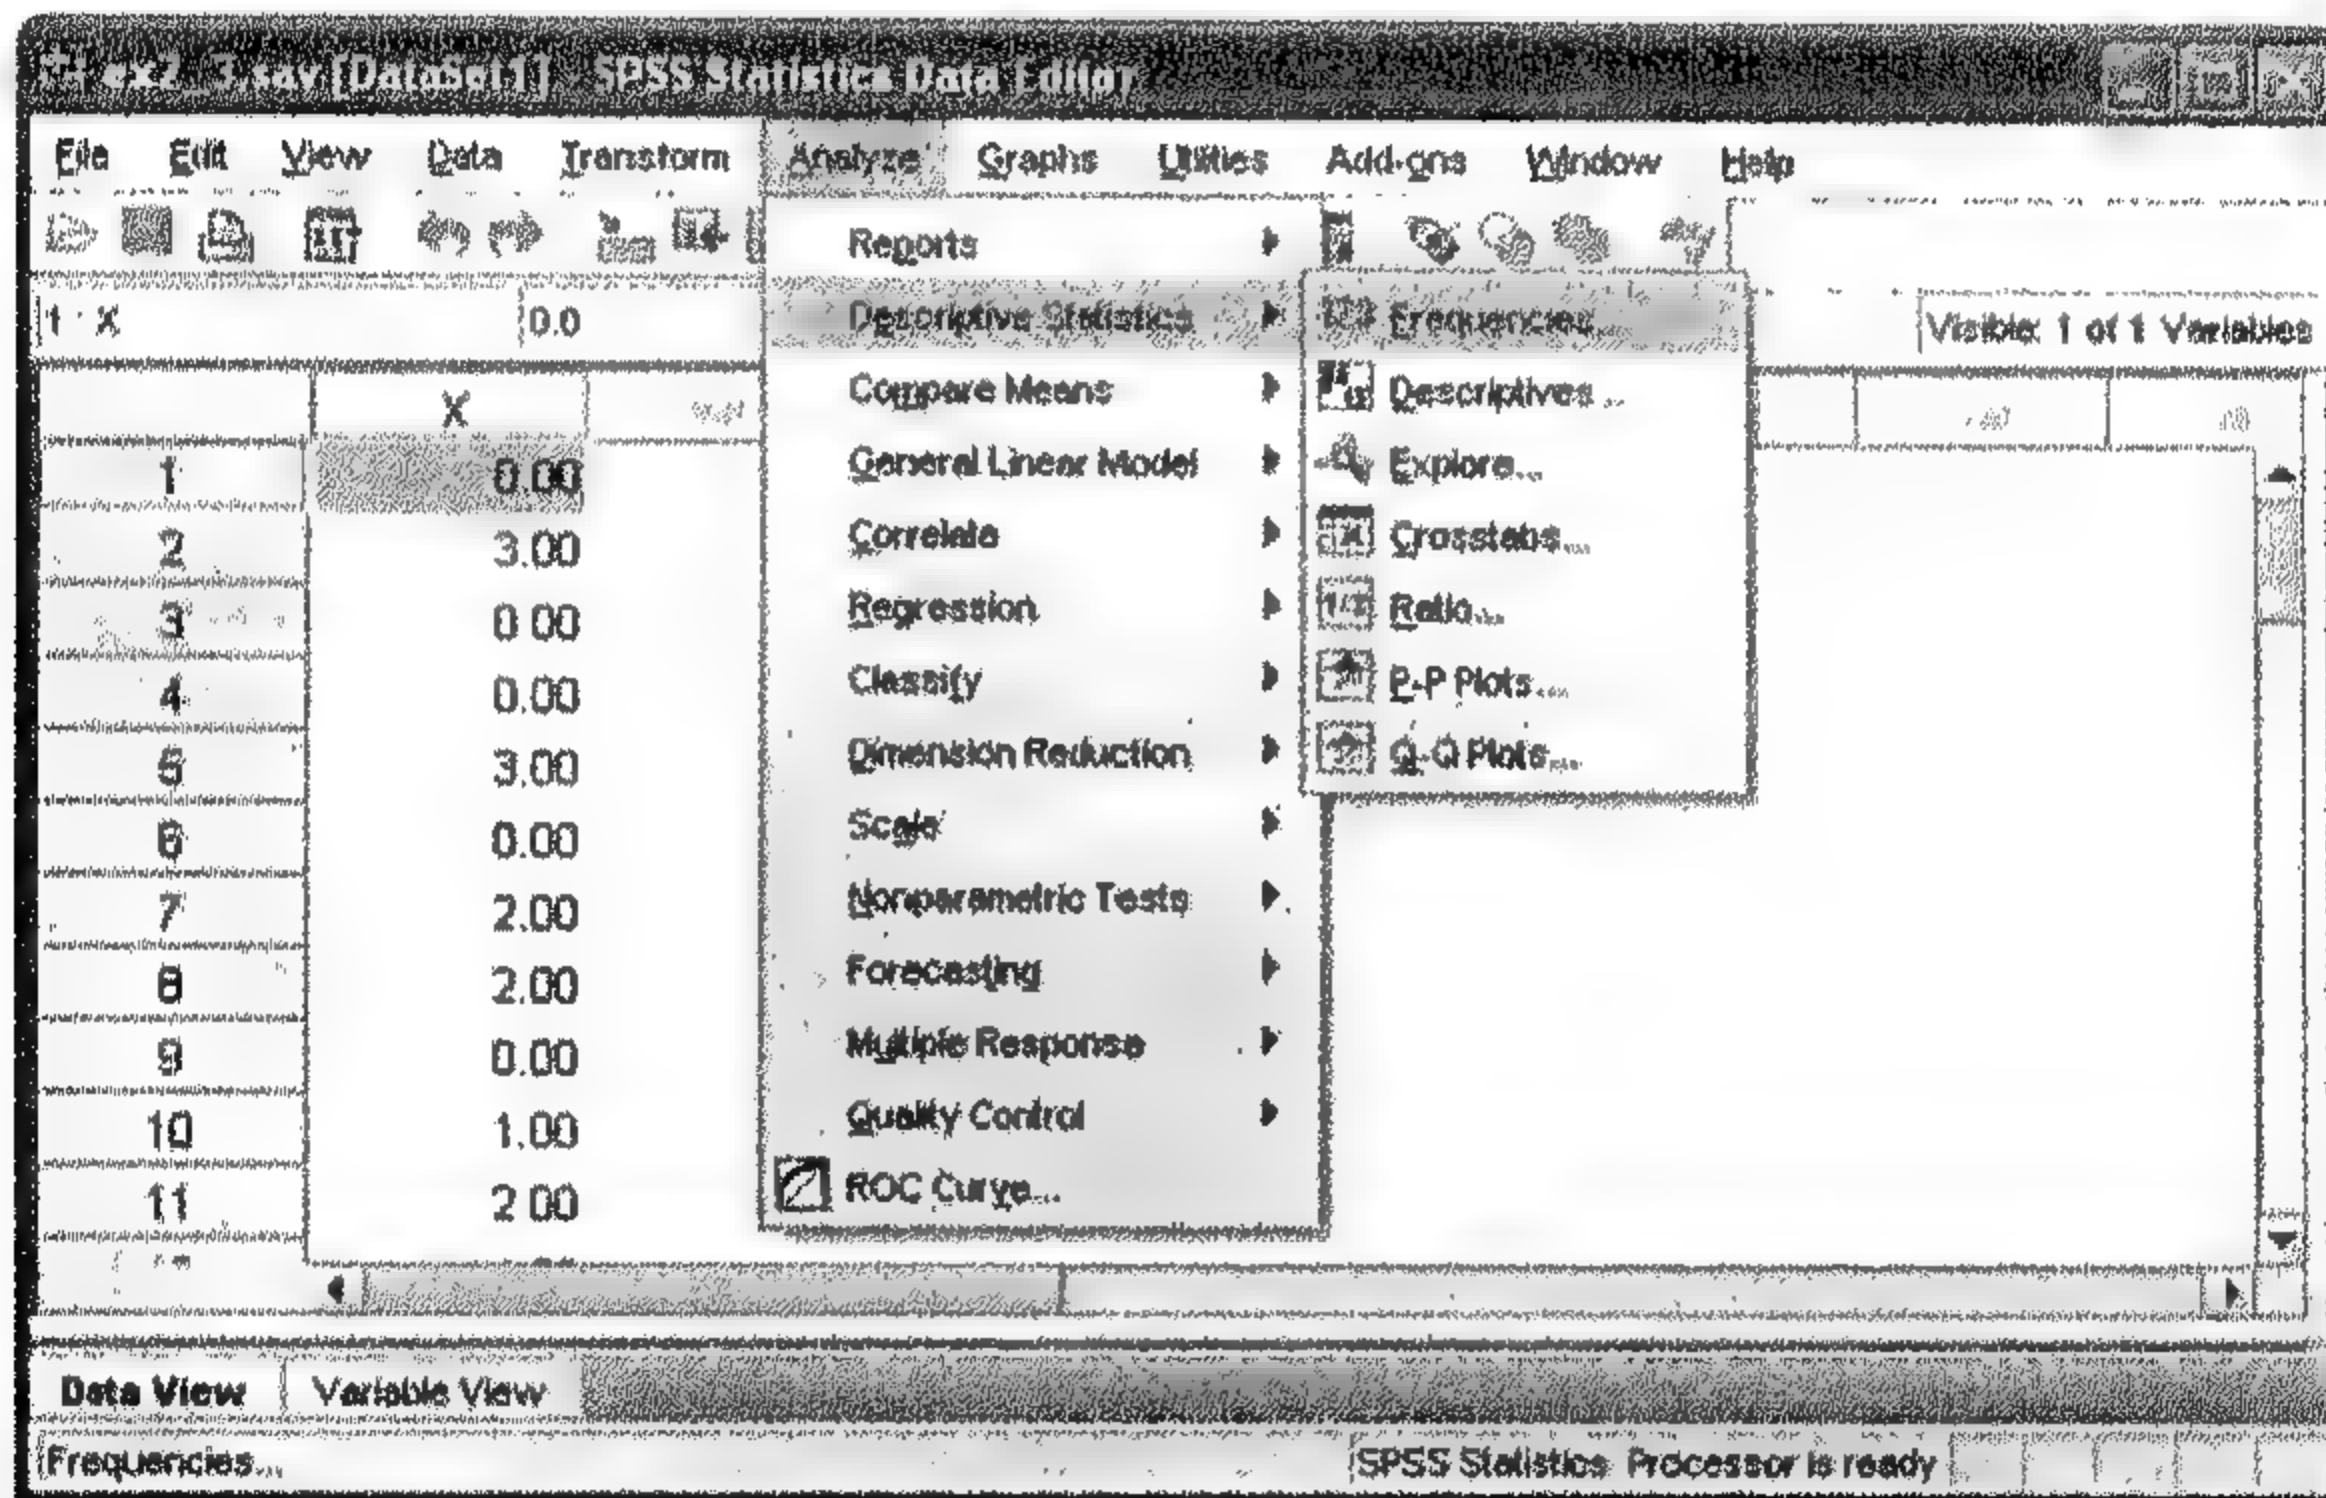 ex2_3.sav [DataSet1] - SPSS Statistics Data Editor
File Edit View Data Transform Analyze Graphs Utilities Add-ons Window Help
1 : X 0.0 Visible: 1 of 1 Variables
X
1 0.00
2 3.00
3 0.00
4 0.00
5 3.00
6 0.00
7 2.00
8 2.00
9 0.00
10 1.00
11 2.00
Reports
Descriptive Statistics
Compare Means
General Linear Model
Correlate
Regression
Classify
Dimension Reduction
Scale
Nonparametric Tests
Forecasting
Multiple Response
Quality Control
ROC Curve...
Frequencies...
Descriptives...
Explore...
Crosstabs...
Ratio...
P-P Plots...
Q-Q Plots...
Data View Variable View
Frequencies... SPSS Statistics Processor is ready